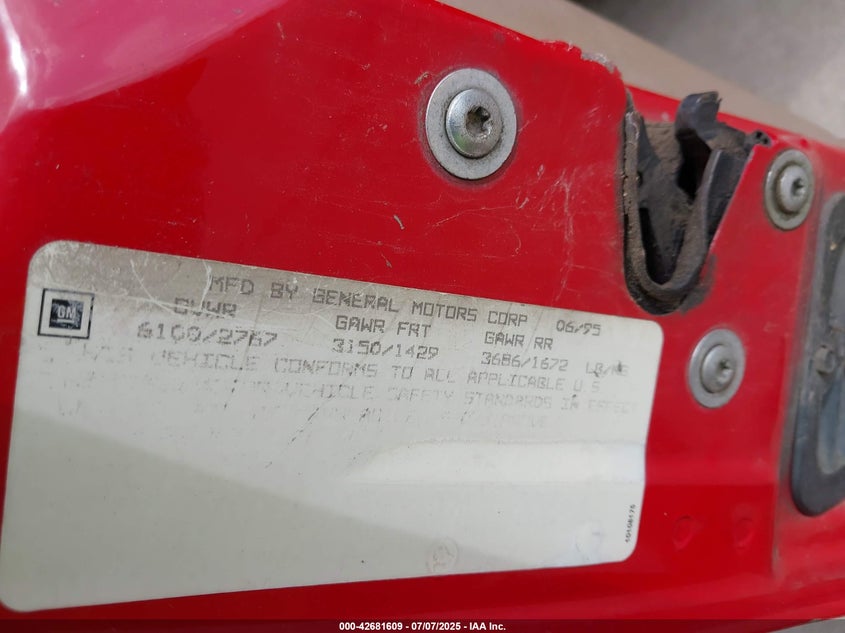 MFD BY GENERAL MOTORS CORP 06/95
GM
GVWR GAWR FRT GAWR RR
6100/2767 3150/1429 3686/1672 LB/KG
VEHICLE CONFORMS TO ALL APPLICABLE U.S
VEHICLE SAFETY STANDARDS IN EFFECT
10108175
000-42681609 / 07/07/2025 - IAA Inc.